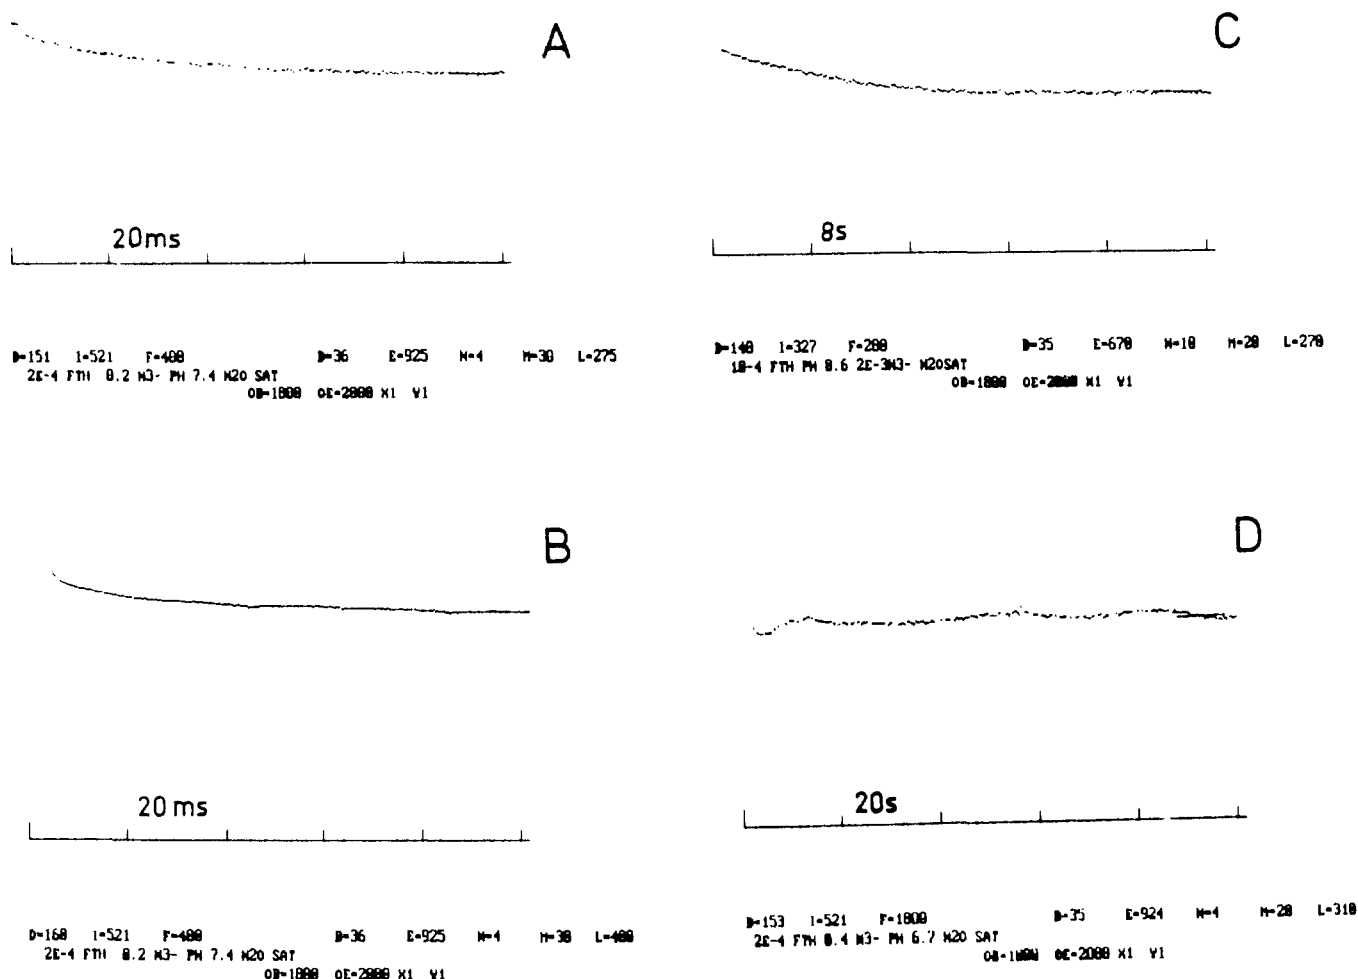 A
20ms
D=151 I=521 F=400 B=36 E=925 N=4 M=30 L=275
2E-4 FTH 0.2 N3- PH 7.4 N2O SAT
OB=1800 OE=2000 X1 Y1
C
8s
D=140 I=327 F=200 B=35 E=670 N=10 M=20 L=270
10-4 FTH PH 8.6 2E-3N3- N2OSAT
OB=1800 OE=2000 X1 Y1
B
20 ms
D=160 I=521 F=400 B=36 E=925 N=4 M=30 L=400
2E-4 FTH 0.2 N3- PH 7.4 N2O SAT
OB=1800 OE=2000 X1 Y1
D
20s
D=153 I=521 F=1000 B=35 E=924 N=4 M=20 L=310
2E-4 FTH 0.4 N3- PH 6.7 N2O SAT
OB=1800 OE=2000 X1 Y1